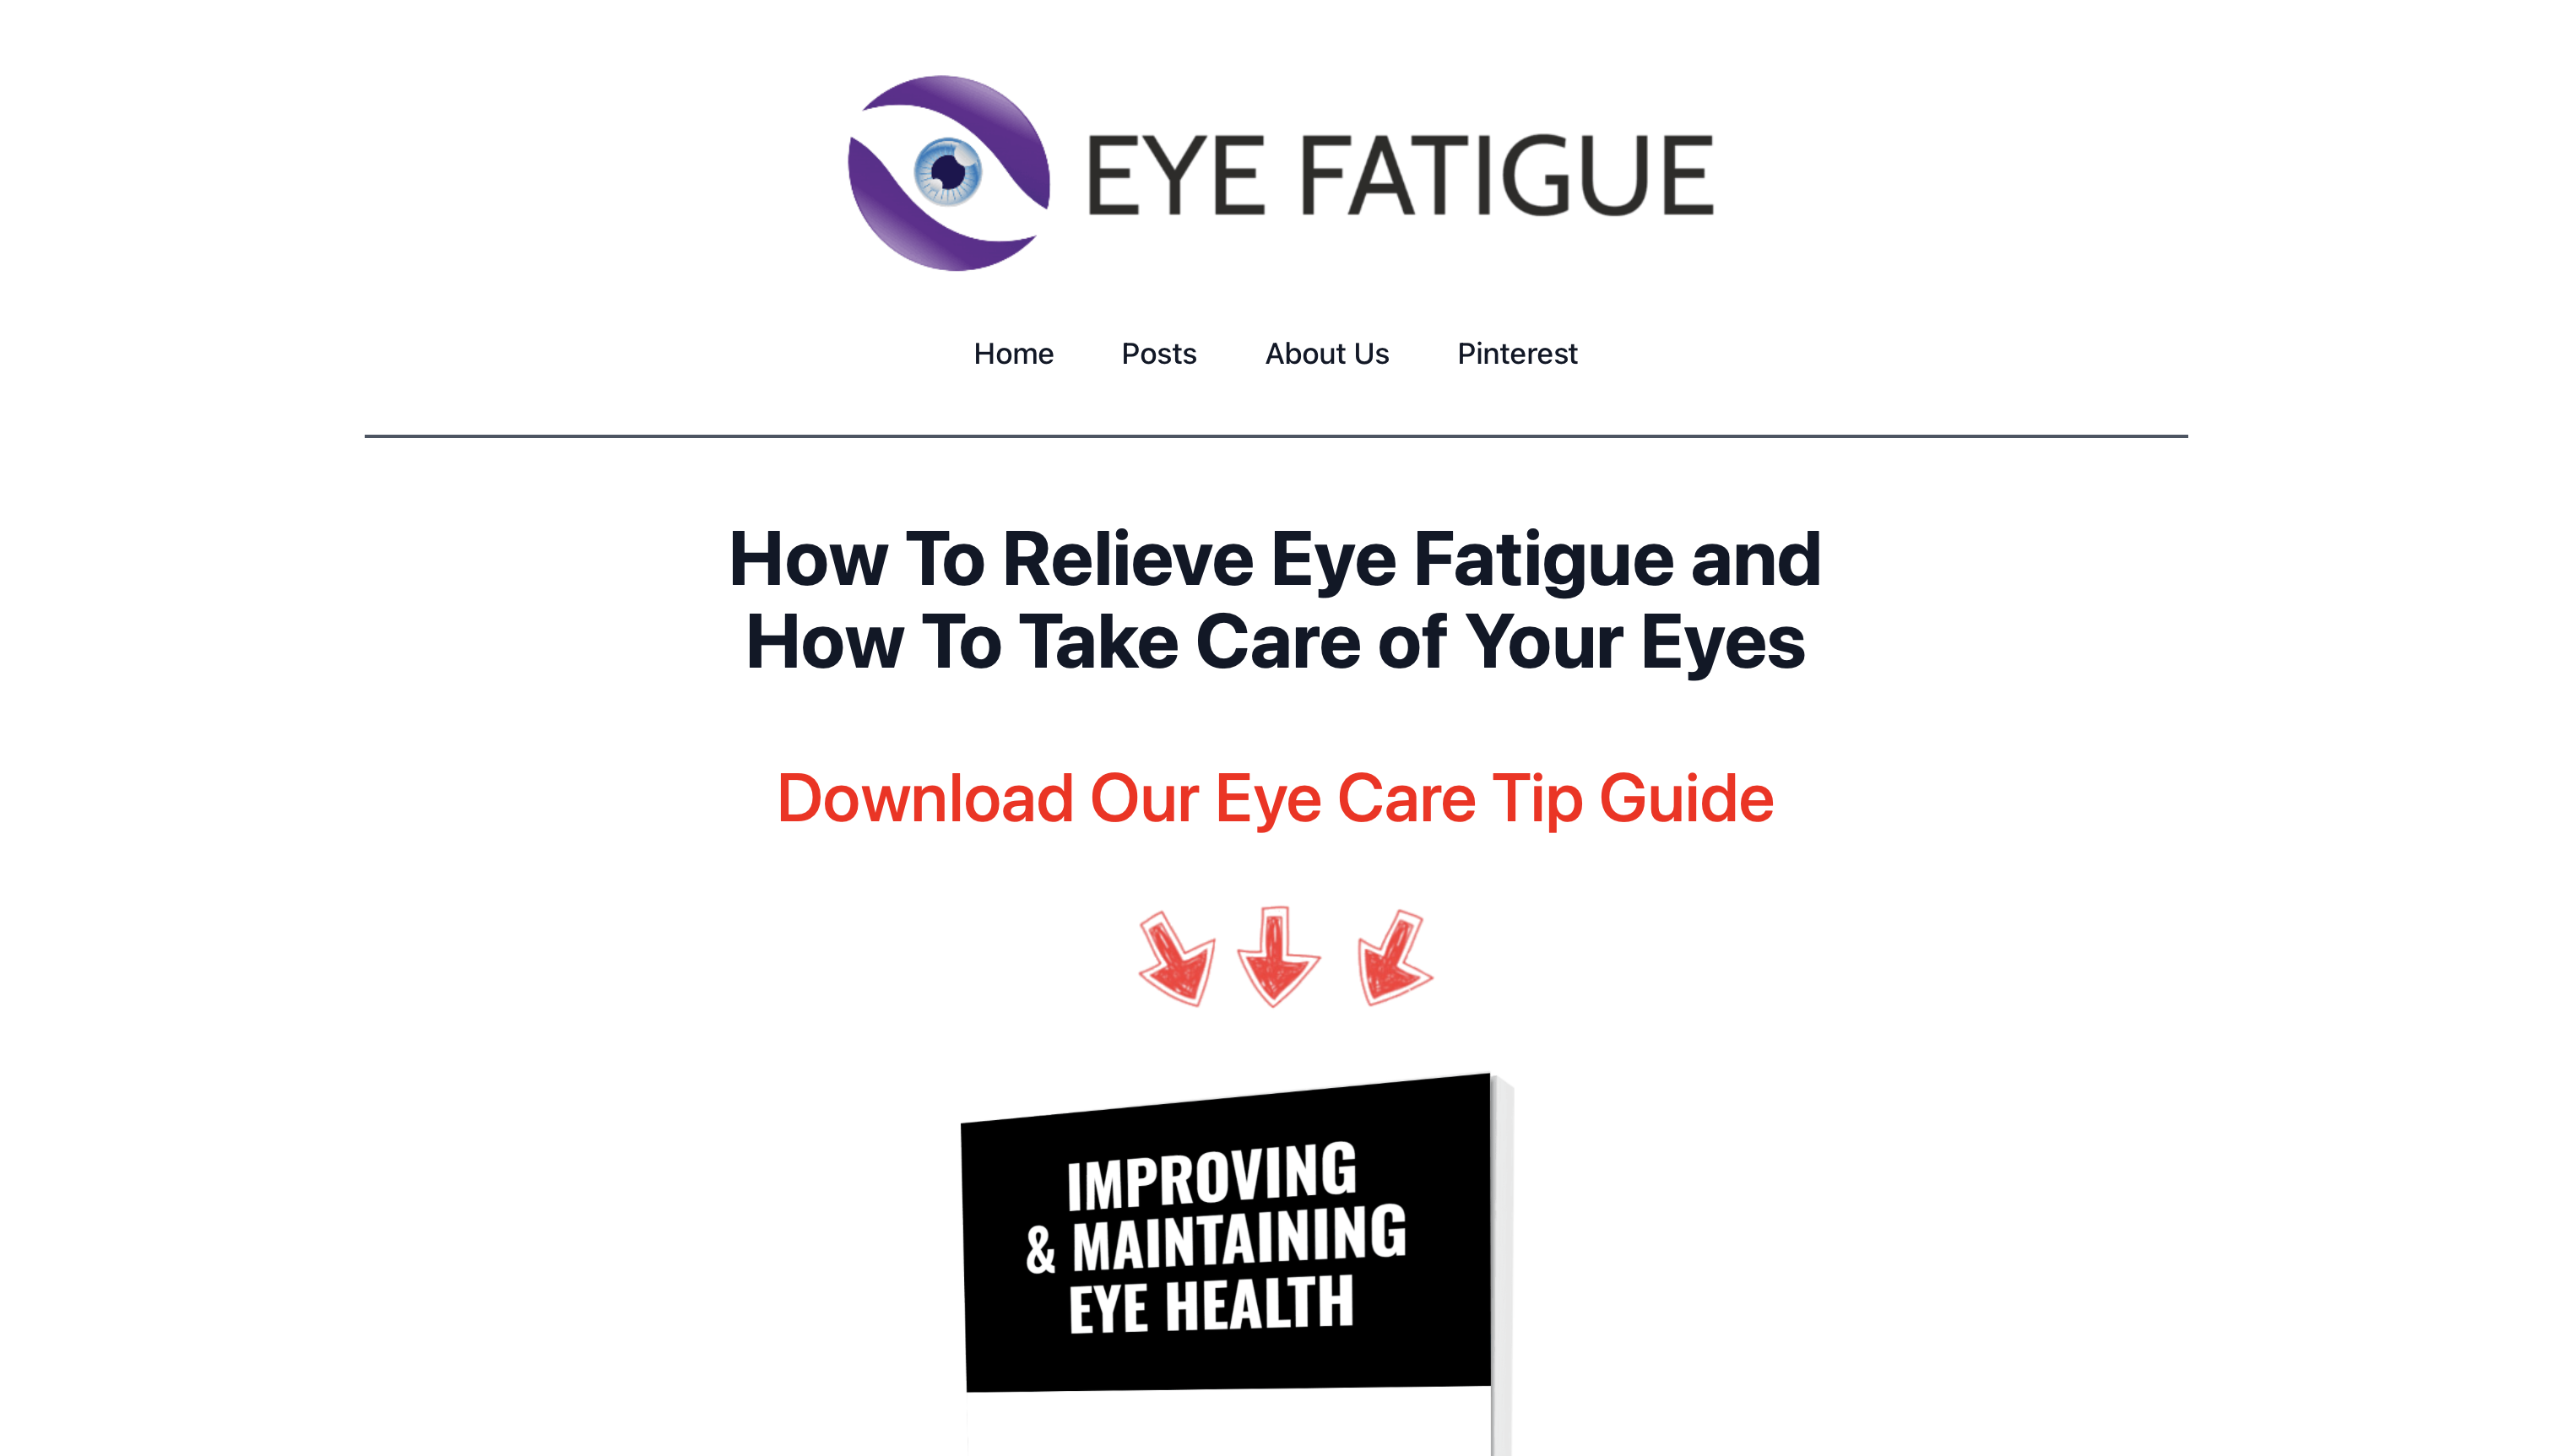 EYE FATIGUE
Home Posts About Us Pinterest
How To Relieve Eye Fatigue and
How To Take Care of Your Eyes
Download Our Eye Care Tip Guide
IMPROVING
& MAINTAINING
EYE HEALTH